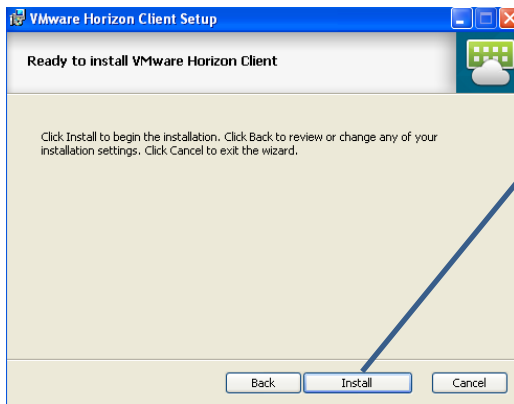 VMware Horizon Client Setup
Ready to install VMware Horizon Client
Click Install to begin the installation. Click Back to review or change any of your
installation settings. Click Cancel to exit the wizard.
Back Install Cancel